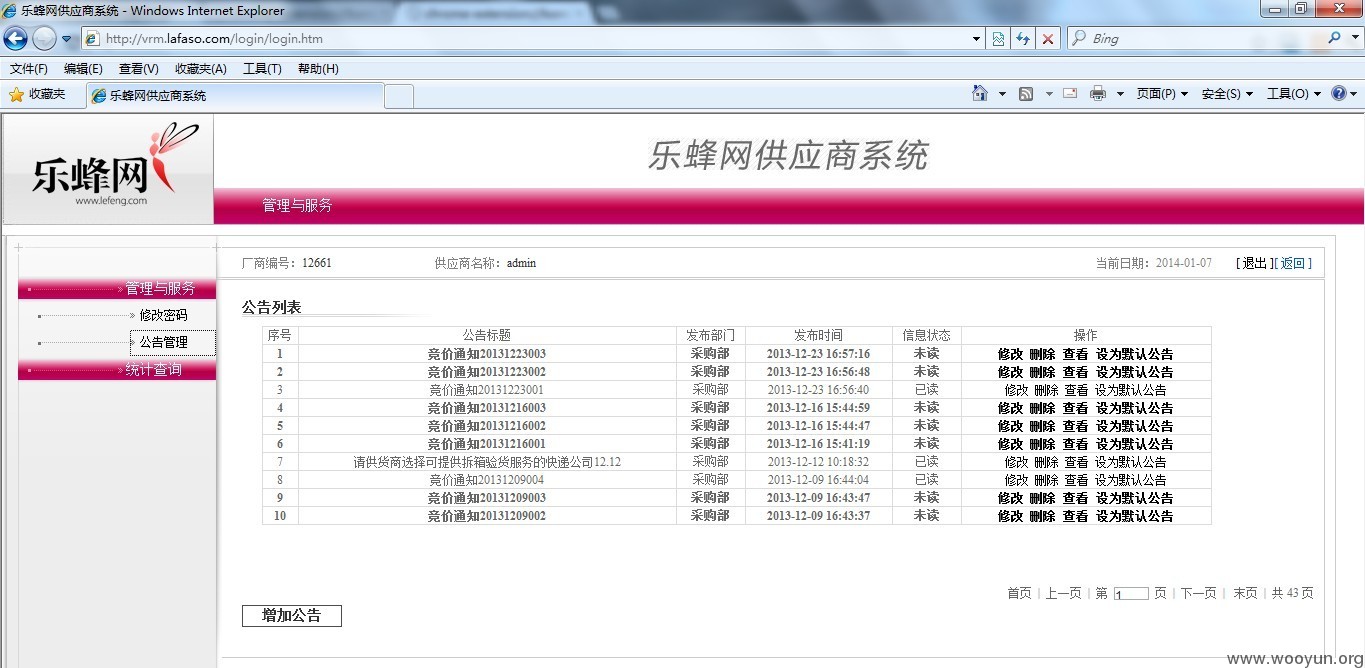 乐蜂网供应商系统 - Windows Internet Explorer
http://vrm.lafaso.com/login/login.htm
Bing
文件(F) 编辑(E) 查看(V) 收藏夹(A) 工具(T) 帮助(H)
收藏夹 乐蜂网供应商系统 页面(P) 安全(S) 工具(O)
乐蜂网
www.lefeng.com
乐蜂网供应商系统
管理与服务
厂商编号：12661 供应商名称：admin 当前日期：2014-01-07 [退出][返回]
管理与服务
修改密码
公告管理
统计查询
公告列表
序号 公告标题 发布部门 发布时间 信息状态 操作
1 竞价通知20131223003 采购部 2013-12-23 16:57:16 未读 修改 删除 查看 设为默认公告
2 竞价通知20131223002 采购部 2013-12-23 16:56:48 未读 修改 删除 查看 设为默认公告
3 竞价通知20131223001 采购部 2013-12-23 16:56:40 已读 修改 删除 查看 设为默认公告
4 竞价通知20131216003 采购部 2013-12-16 15:44:59 未读 修改 删除 查看 设为默认公告
5 竞价通知20131216002 采购部 2013-12-16 15:44:47 未读 修改 删除 查看 设为默认公告
6 竞价通知20131216001 采购部 2013-12-16 15:41:19 未读 修改 删除 查看 设为默认公告
7 请供货商选择可提供拆箱验货服务的快递公司12.12 采购部 2013-12-12 10:18:32 已读 修改 删除 查看 设为默认公告
8 竞价通知20131209004 采购部 2013-12-09 16:44:04 已读 修改 删除 查看 设为默认公告
9 竞价通知20131209003 采购部 2013-12-09 16:43:47 未读 修改 删除 查看 设为默认公告
10 竞价通知20131209002 采购部 2013-12-09 16:43:37 未读 修改 删除 查看 设为默认公告
首页 | 上一页 | 第 1 页 | 下一页 | 末页 | 共 43 页
增加公告
www.wooyun.org